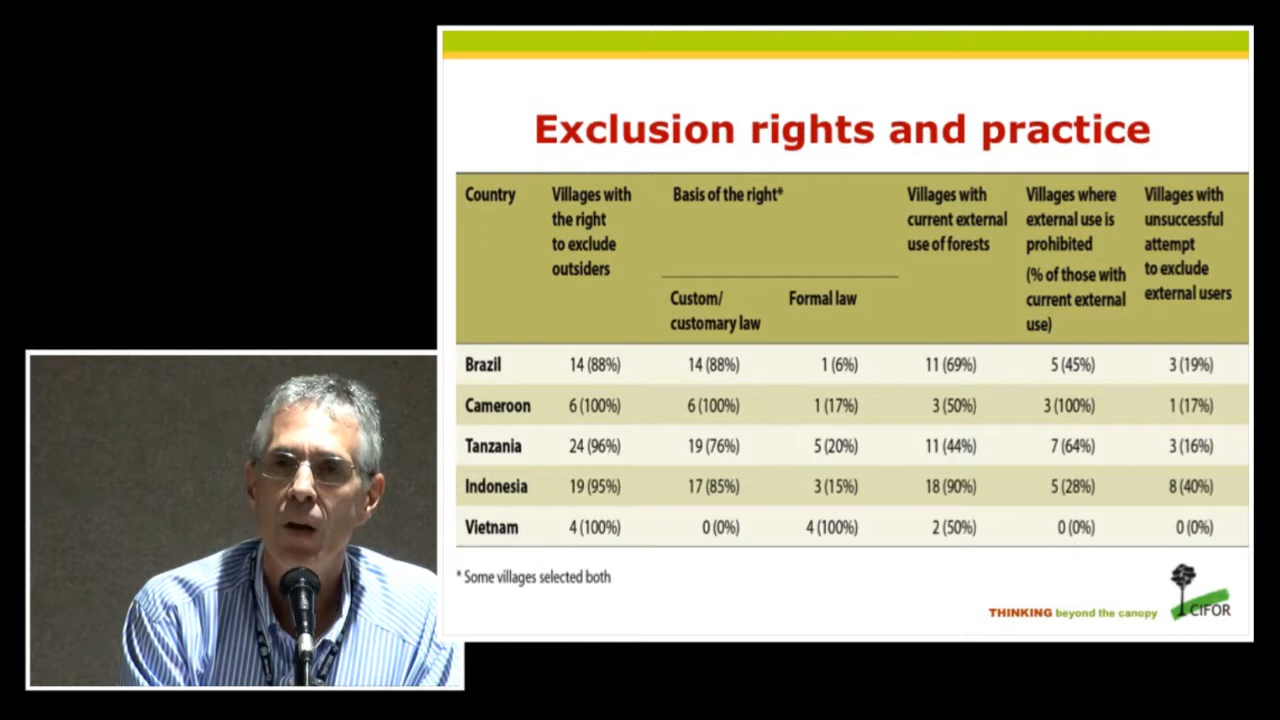 Exclusion rights and practice
Country
Villages with
the right
to exclude
outsiders
Basis of the right*
Custom/
customary law
Formal law
Villages with
current external
use of forests
Villages where
external use is
prohibited
(% of those with
current external
use)
Villages with
unsuccessful
attempt
to exclude
external users
Brazil 14 (88%) 14 (88%) 1 (6%) 11 (69%) 5 (45%) 3 (19%)
Cameroon 6 (100%) 6 (100%) 1 (17%) 3 (50%) 3 (100%) 1 (17%)
Tanzania 24 (96%) 19 (76%) 5 (20%) 11 (44%) 7 (64%) 3 (16%)
Indonesia 19 (95%) 17 (85%) 3 (15%) 18 (90%) 5 (28%) 8 (40%)
Vietnam 4 (100%) 0 (0%) 4 (100%) 2 (50%) 0 (0%) 0 (0%)
* Some villages selected both
THINKING beyond the canopy
CIFOR